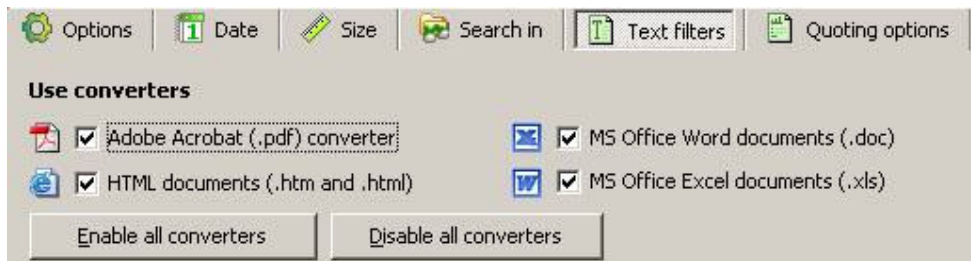 Options Date Size Search in Text filters Quoting options
Use converters
Adobe Acrobat (.pdf) converter MS Office Word documents (.doc)
HTML documents (.htm and .html) MS Office Excel documents (.xls)
Enable all converters Disable all converters